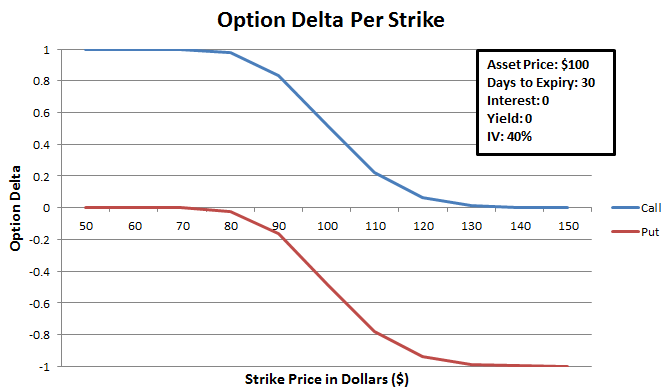 Option Delta Per Strike
Asset Price: $100
Days to Expiry: 30
Interest: 0
Yield: 0
IV: 40%
Option Delta
1
0.8
0.6
0.4
0.2
0
-0.2
-0.4
-0.6
-0.8
-1
50 60 70 80 90 100 110 120 130 140 150
Call
Put
Strike Price in Dollars ($)